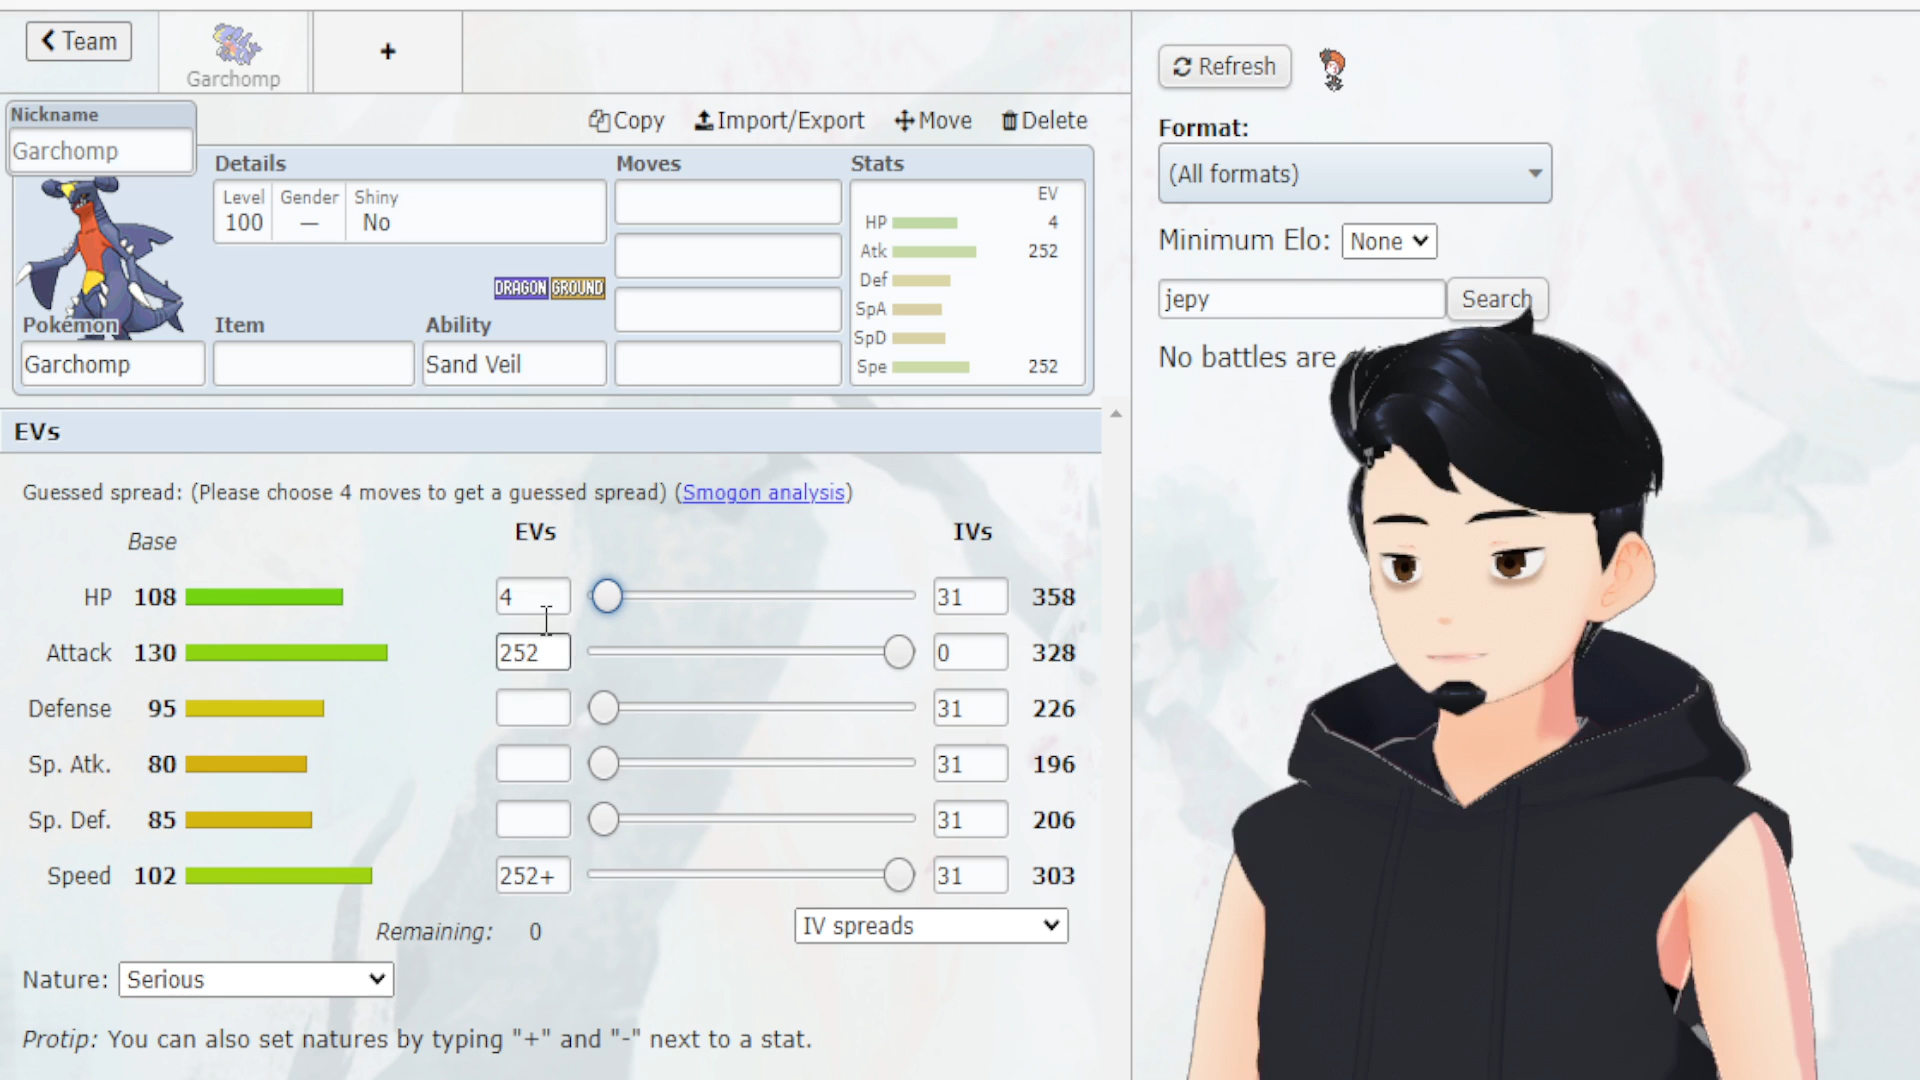 Team
Garchomp
+
Refresh
Nickname
Garchomp
Copy
Import/Export
Move
Delete
Format:
(All formats)
Details
Moves
Stats
Level
100
Gender
—
Shiny
No
EV
HP 4
Atk 252
Def
SpA
SpD
Spe 252
DRAGON GROUND
Minimum Elo: None
jepy
Search
No battles are
Pokémon
Garchomp
Item
Ability
Sand Veil
EVs
Guessed spread: (Please choose 4 moves to get a guessed spread) (Smogon analysis)
Base EVs IVs
HP 108 4 31 358
Attack 130 252 0 328
Defense 95 31 226
Sp. Atk. 80 31 196
Sp. Def. 85 31 206
Speed 102 252+ 31 303
Remaining: 0
IV spreads
Nature: Serious
Protip: You can also set natures by typing "+" and "-" next to a stat.